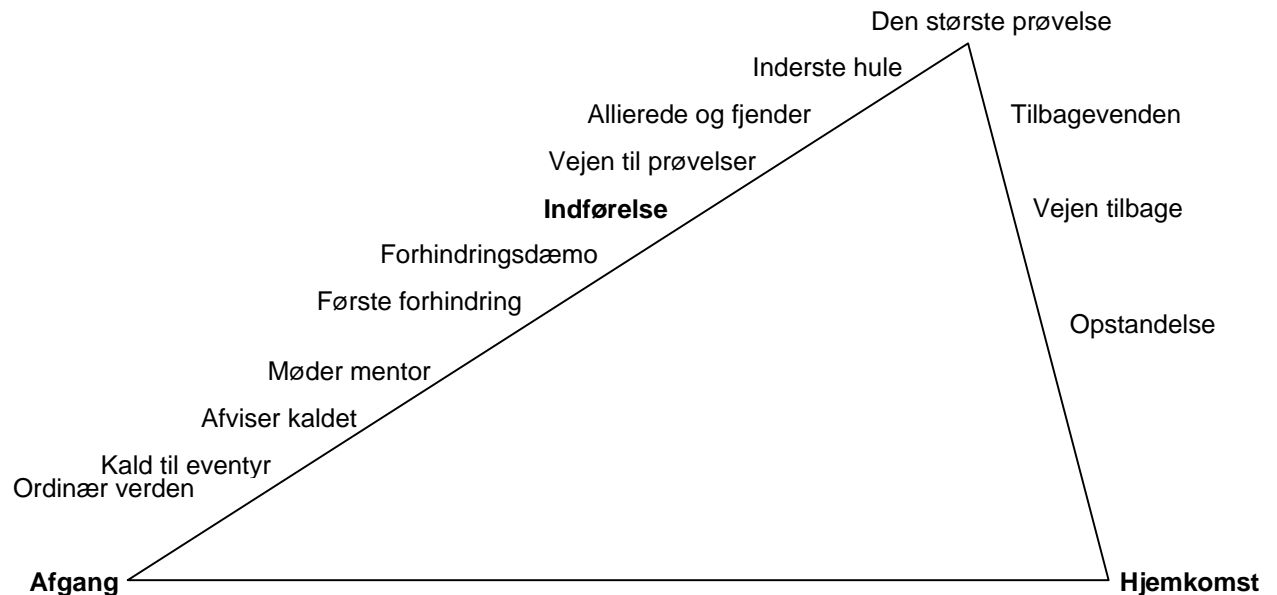 Den største prøvelse
Inderste hule
Allierede og fjender
Tilbagevenden
Vejen til prøvelser
Indførelse
Vejen tilbage
Forhindringsdæmo
Første forhindring
Opstandelse
Møder mentor
Afviser kaldet
Kald til eventyr
Ordinær verden
Afgang
Hjemkomst